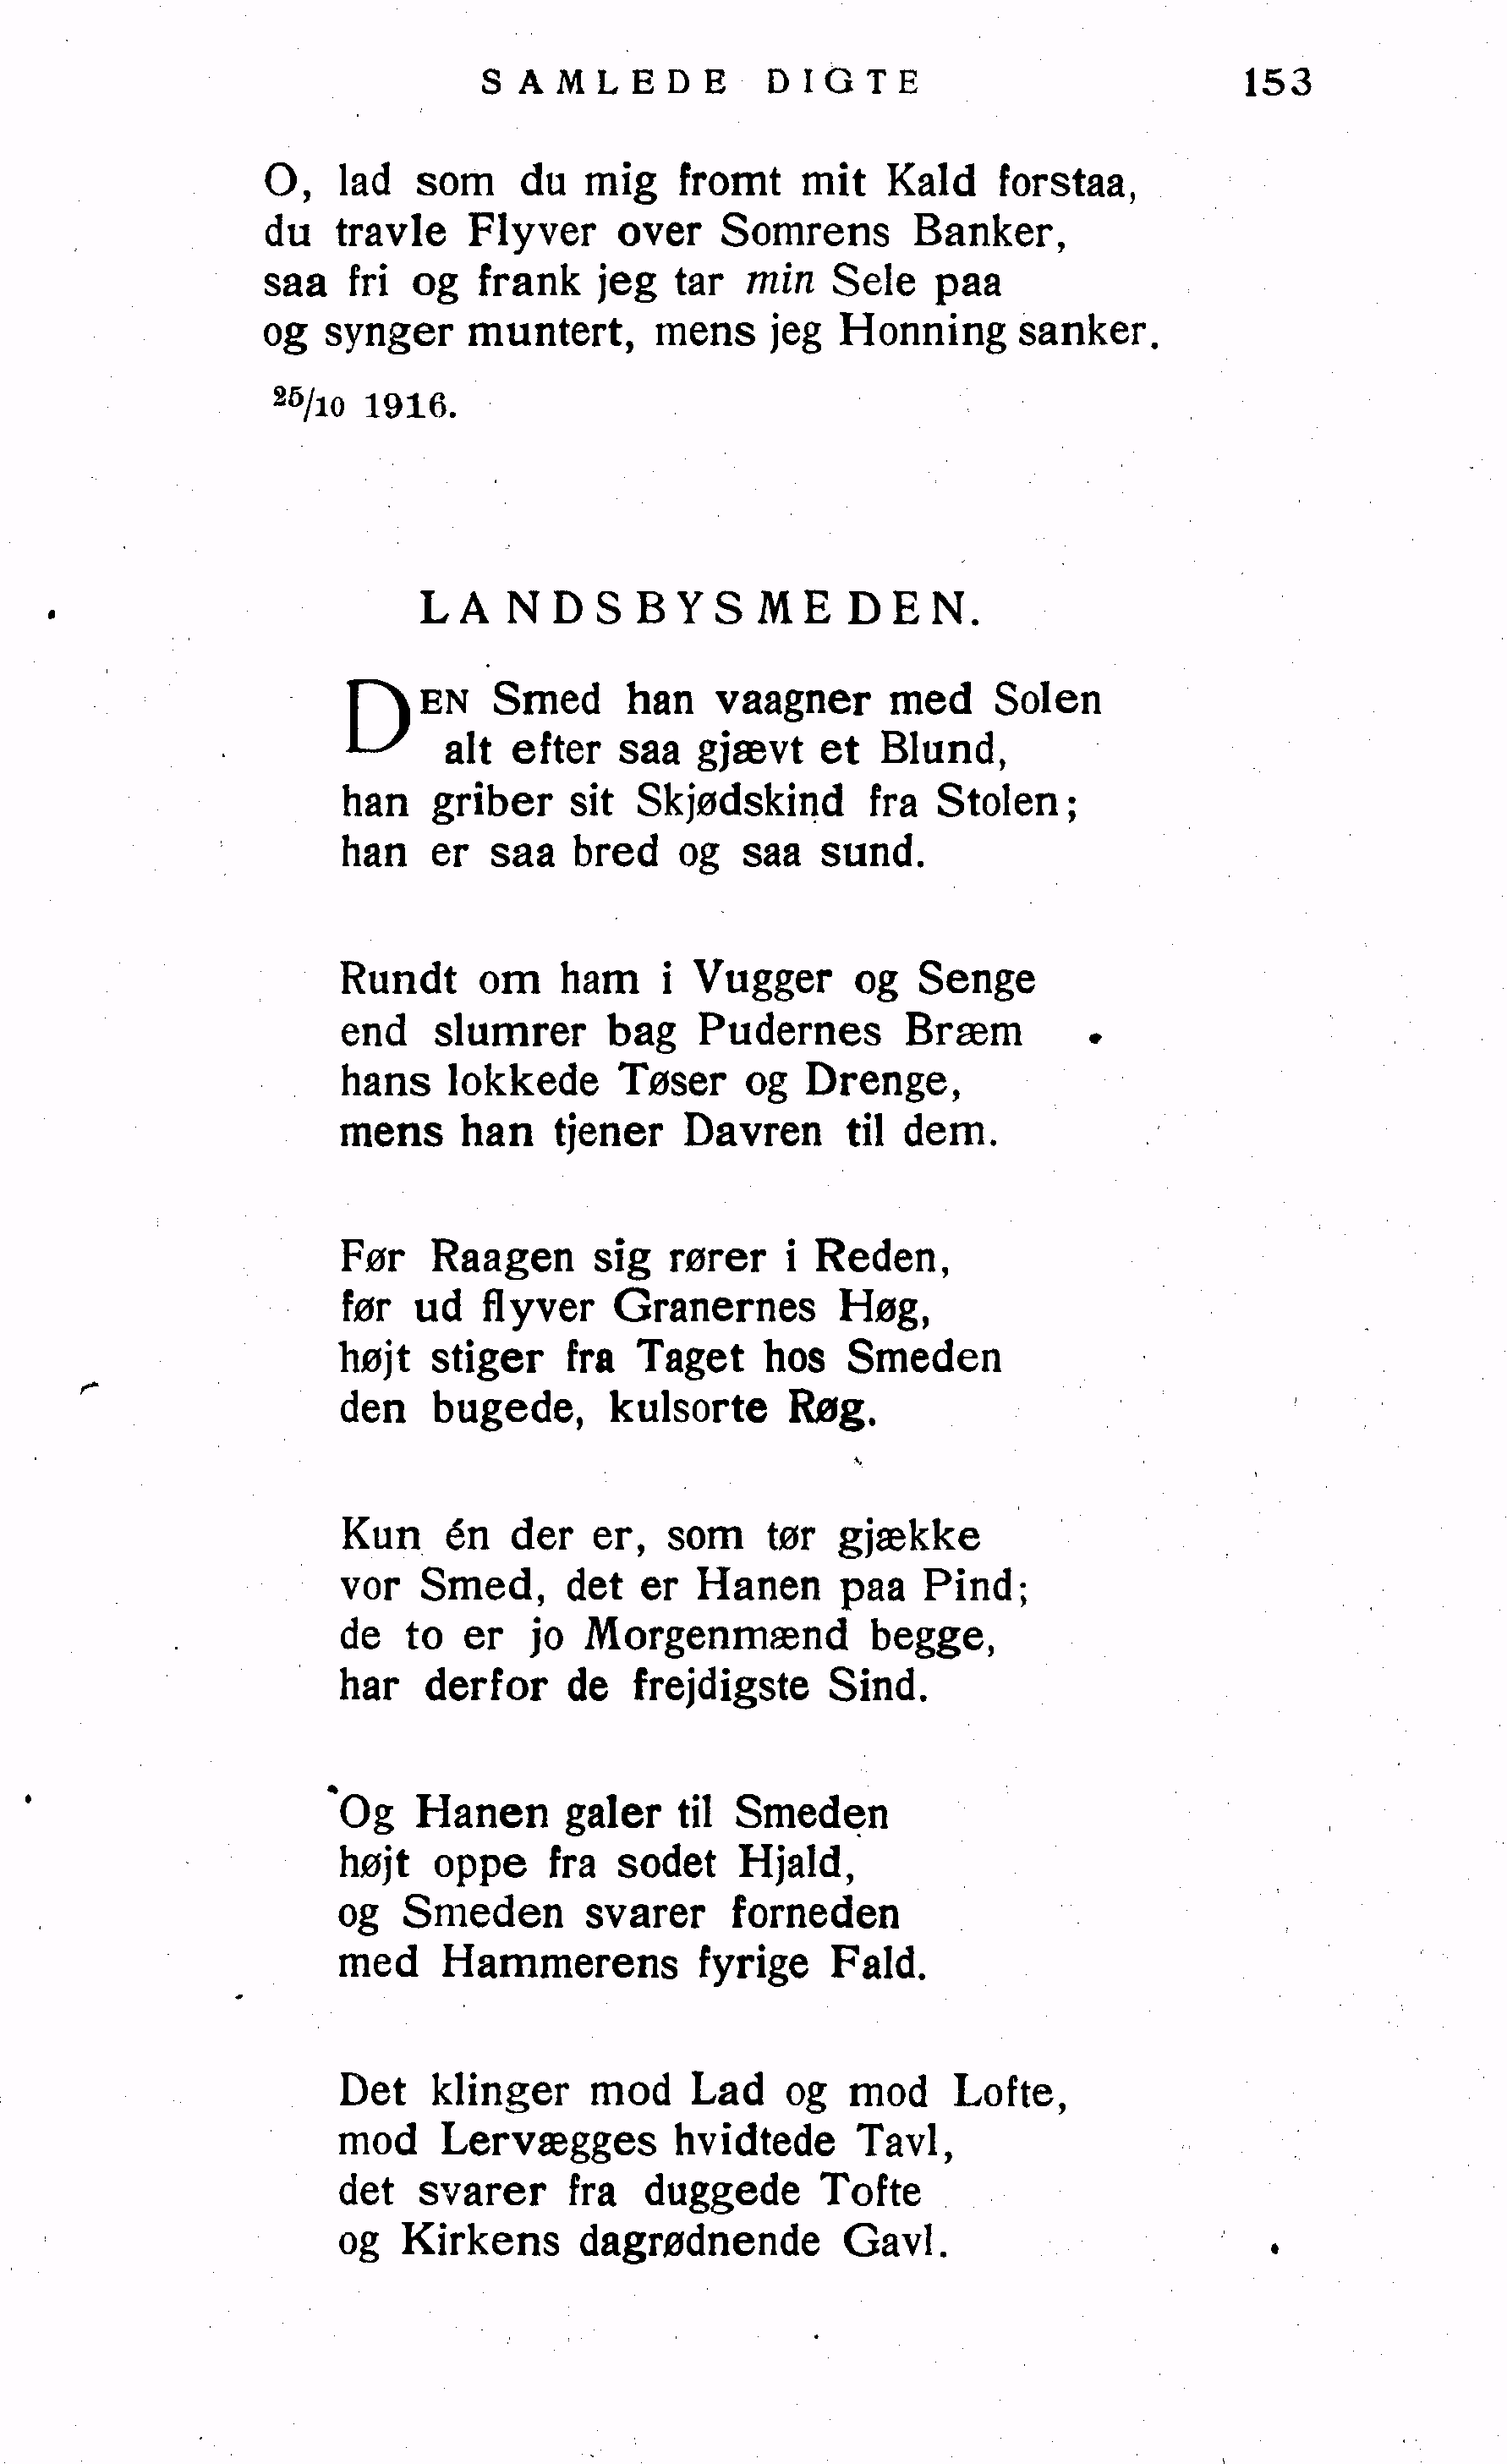 SAMLEDE DIGTE 153
O, lad som du mig fromt mit Kald forstaa,
du travle Flyver over Somrens Banker,
saa fri og frank jeg tar min Sele paa
og synger muntert, mens jeg Honning sanker.
25/10 1916.
LANDSBYSMEDEN.
DEN Smed han vaagner med Solen
alt efter saa gjævt et Blund,
han griber sit Skjødskind fra Stolen;
han er saa bred og saa sund.
Rundt om ham i Vugger og Senge
end slumrer bag Pudernes Bræm
hans lokkede Tøser og Drenge,
mens han tjener Davren til dem.
Før Raagen sig rører i Reden,
før ud flyver Granernes Høg,
højt stiger fra Taget hos Smeden
den bugede, kulsorte Røg.
Kun én der er, som tør gjække
vor Smed, det er Hanen paa Pind;
de to er jo Morgenmænd begge,
har derfor de frejdigste Sind.
Og Hanen galer til Smeden
højt oppe fra sodet Hjald,
og Smeden svarer forneden
med Hammerens fyrige Fald.
Det klinger mod Lad og mod Lofte,
mod Lervægges hvidtede Tavl,
det svarer fra duggede Tofte
og Kirkens dagrødnende Gavl.